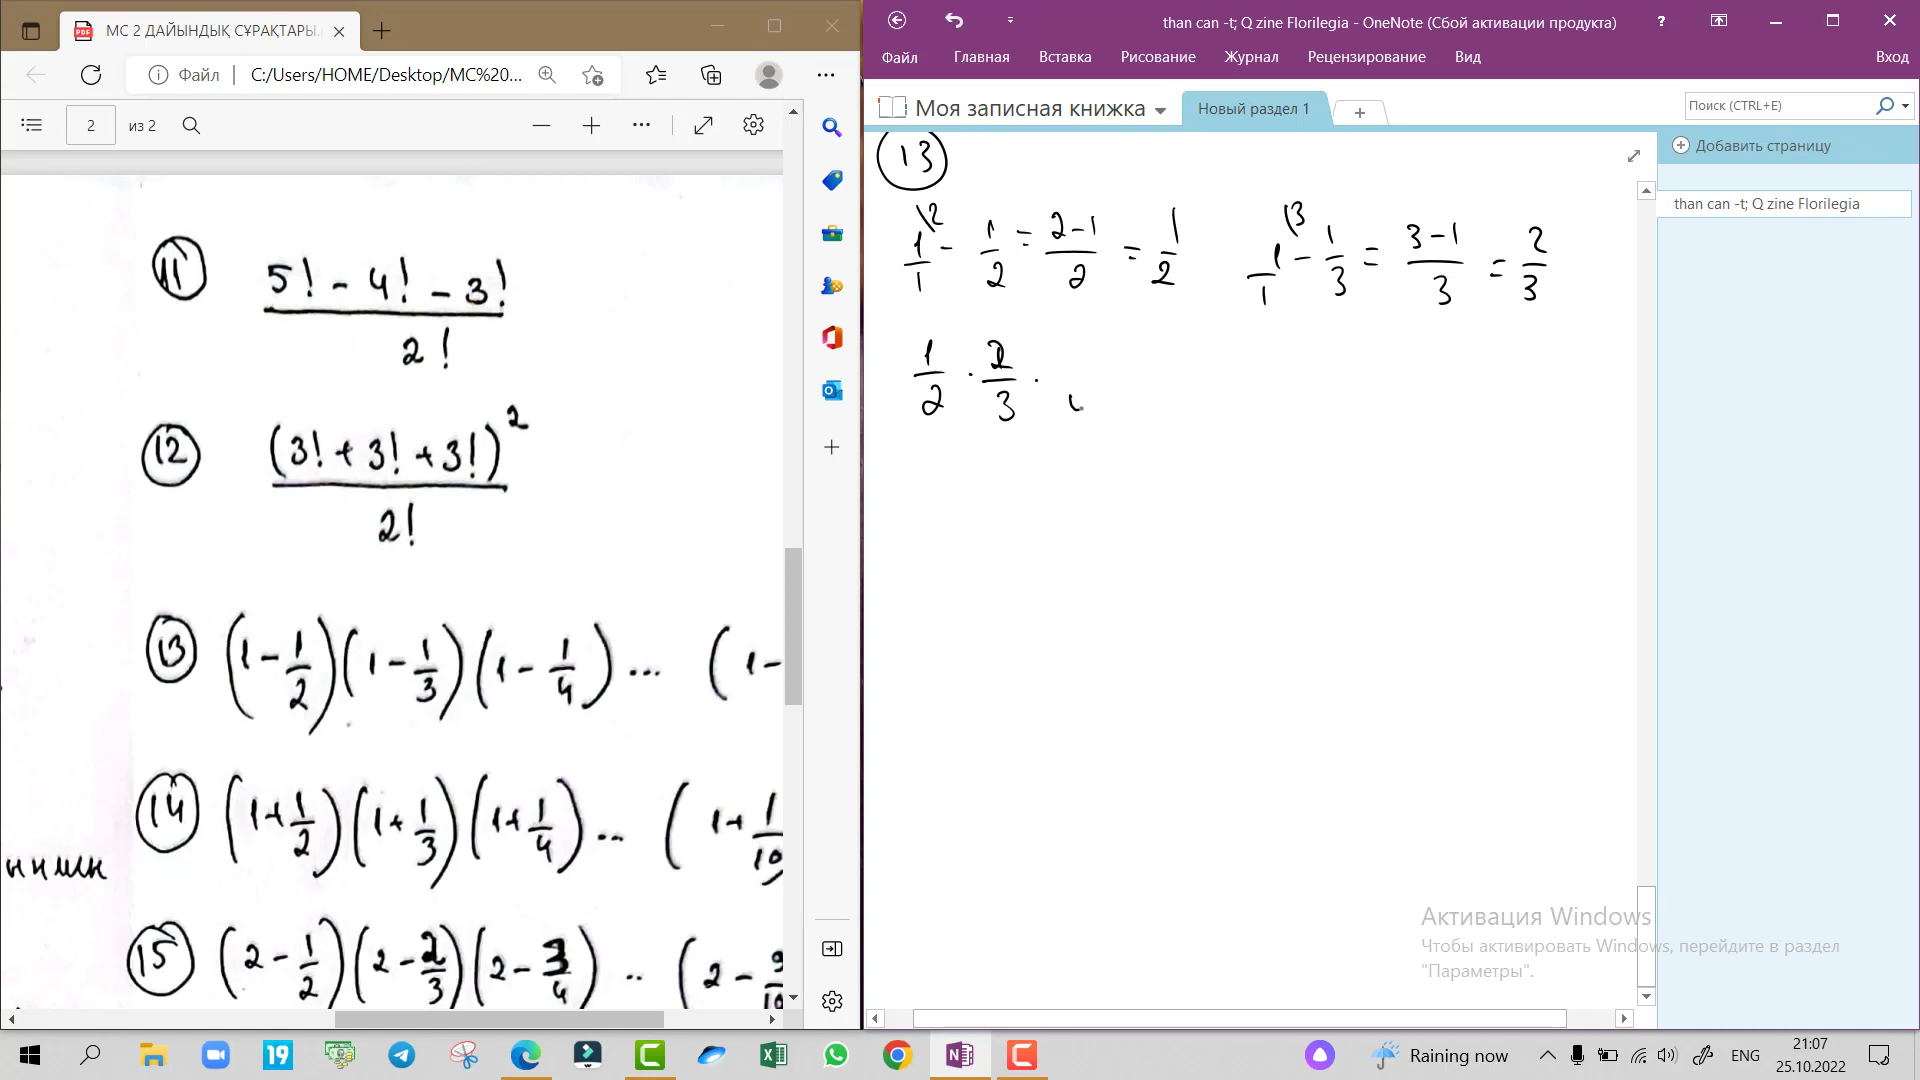 МС 2 ДАЙЫНДЫҚ СҰРАҚТАРЫ.
Файл
C:/Users/HOME/Desktop/MC%20...
2
из 2
11
5! - 4! - 3!
2!
12
(3! + 3! + 3!)²
2!
13
(1 - 1/2)(1 - 1/3)(1 - 1/4) ... (1 -
14
(1 + 1/2)(1 + 1/3)(1 + 1/4) ... (1 + 1/10
15
(2 - 1/2)(2 - 2/3)(2 - 3/4) .. (2 - 9/10
than can -t; Q zine Florilegia - OneNote (Сбой активации продукта)
?
Файл
Главная
Вставка
Рисование
Журнал
Рецензирование
Вид
Вход
Моя записная книжка
Новый раздел 1
Поиск (CTRL+E)
Добавить страницу
than can -t; Q zine Florilegia
13
1/1 \2 - 1/2 = 2-1/2 = 1/2
1/1 \3 - 1/3 = 3-1/3 = 2/3
1/2 · 2/3 ·
Активация Windows
Чтобы активировать Windows, перейдите в раздел
"Параметры".
19
Raining now
ENG
21:07
25.10.2022